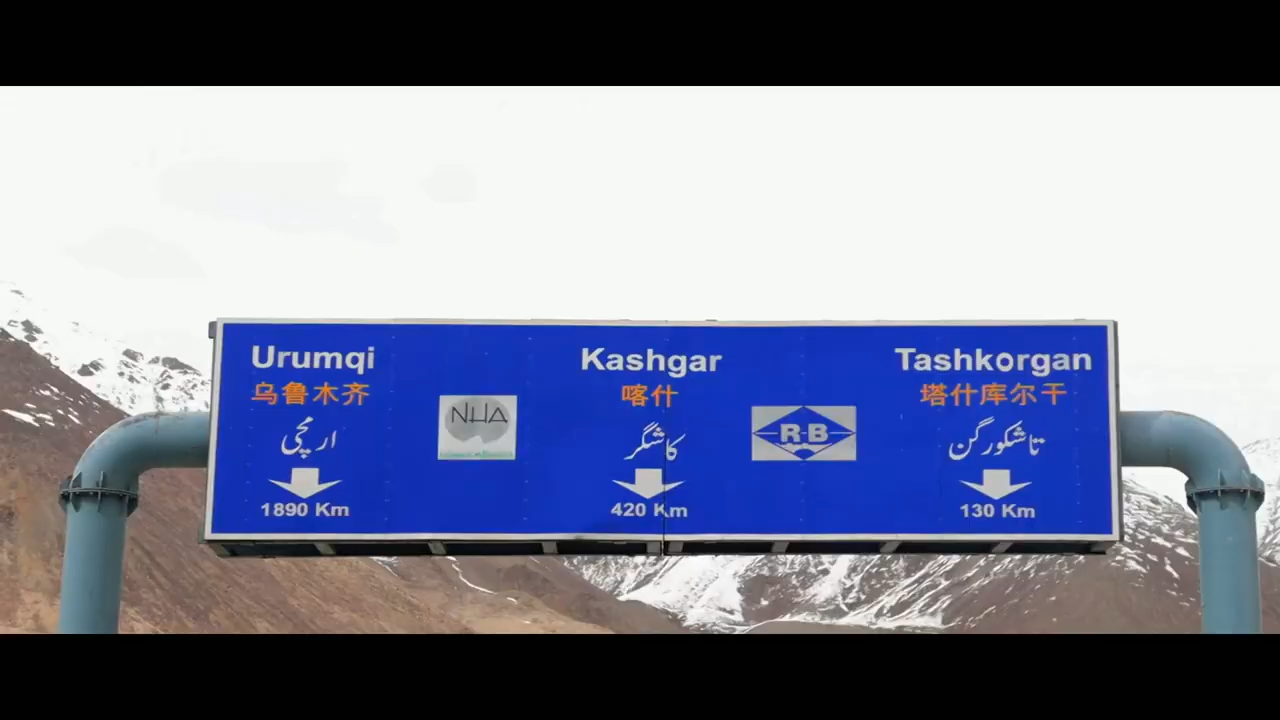 Urumqi
乌鲁木齐
ارمچی
1890 Km
NHA
Kashgar
喀什
کاشگر
420 Km
R-B
Tashkorgan
塔什库尔干
تاشکورگن
130 Km